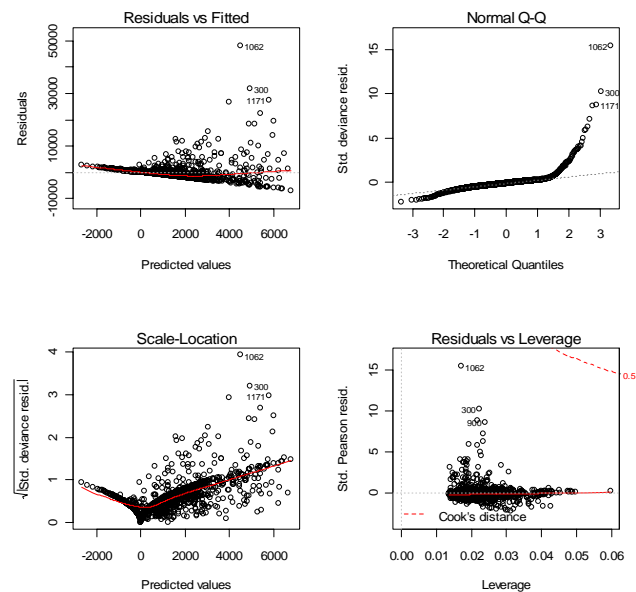 Residuals vs Fitted
Residuals
50000
30000
10000
-10000
1062
300
1171
-2000 0 2000 4000 6000
Predicted values
Normal Q-Q
Std. deviance resid.
15
10
5
0
1062
300
1171
-3 -2 -1 0 1 2 3
Theoretical Quantiles
Scale-Location
√|Std. deviance resid.|
4
3
2
1
0
1062
300
1171
-2000 0 2000 4000 6000
Predicted values
Residuals vs Leverage
Std. Pearson resid.
15
10
5
0
1062
300
900
0.5
Cook's distance
0.00 0.01 0.02 0.03 0.04 0.05 0.06
Leverage